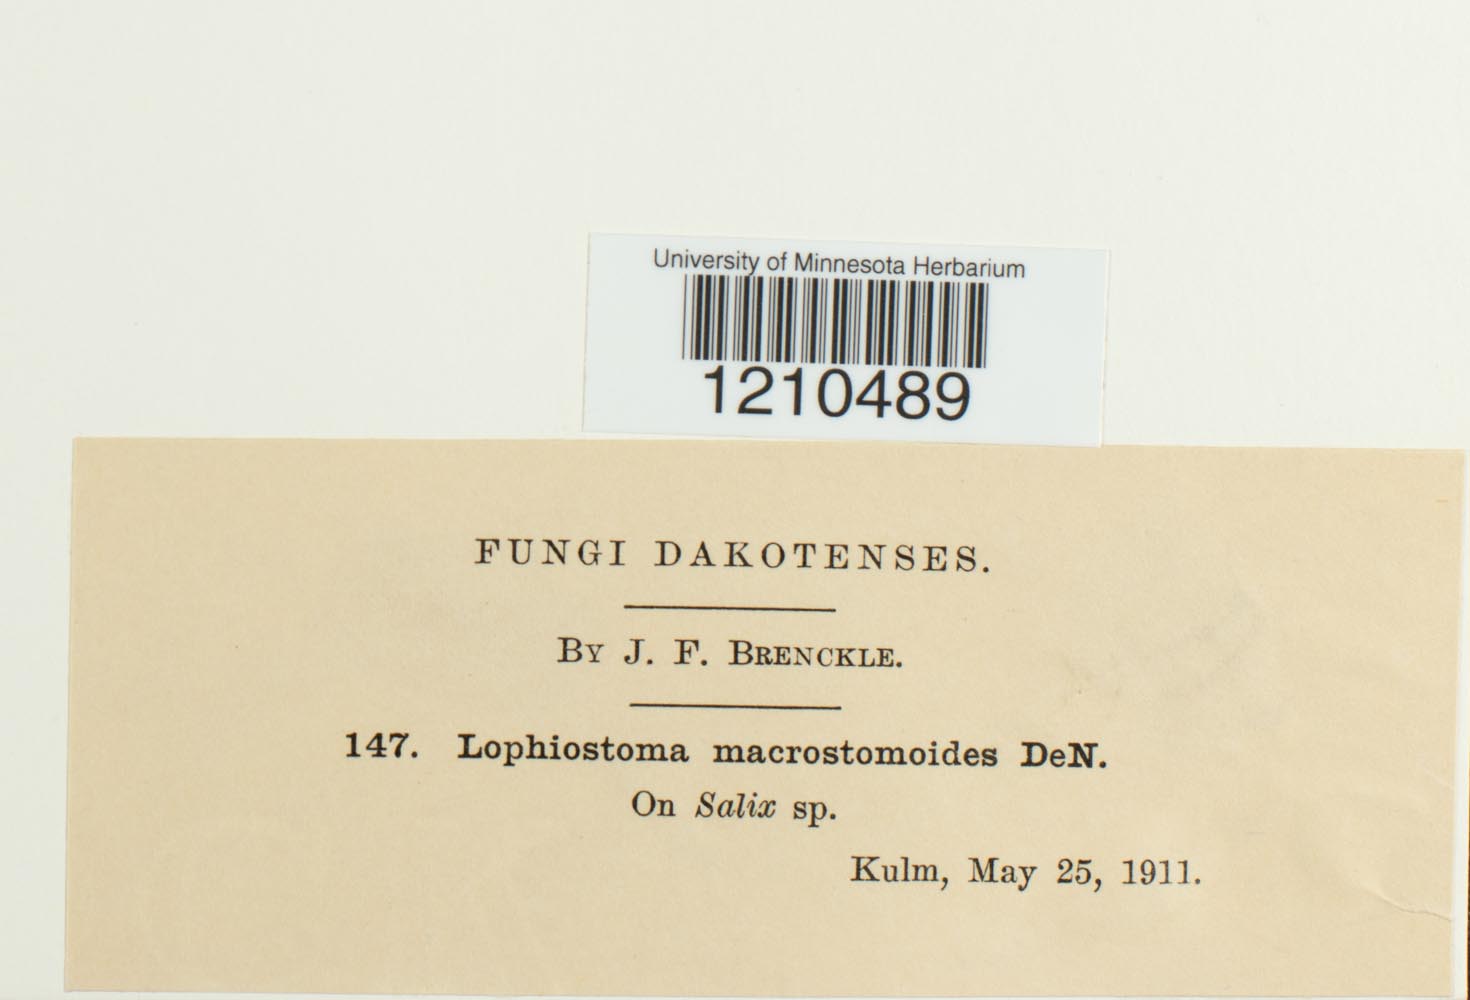 University of Minnesota Herbarium
1210489
FUNGI DAKOTENSES.
By J. F. Brenckle.
147. Lophiostoma macrostomoides DeN.
On Salix sp.
Kulm, May 25, 1911.